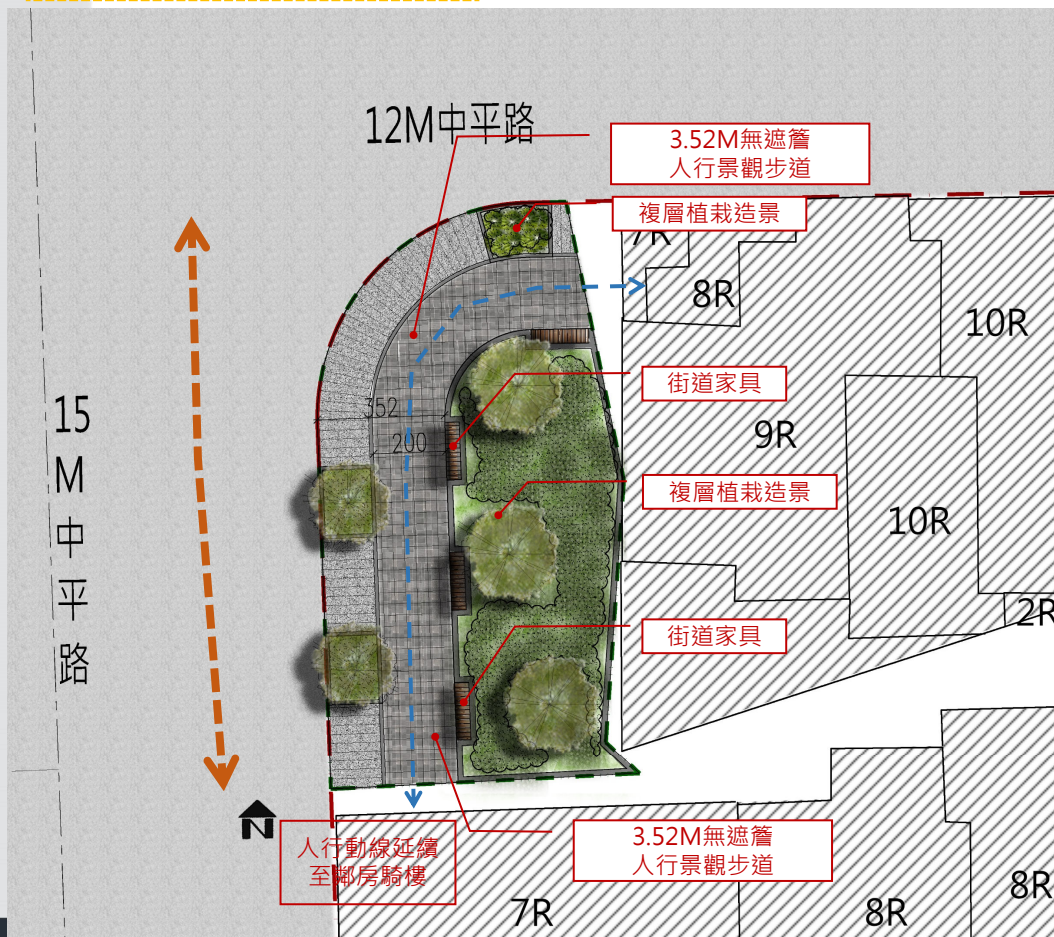 12M中平路
3.52M無遮簷
人行景觀步道
複層植栽造景
7R
8R
10R
街道家具
352
15
M
中
平
路
200
9R
複層植栽造景
10R
2R
街道家具
N
人行動線延續
至鄰房騎樓
3.52M無遮簷
人行景觀步道
7R
8R
8R